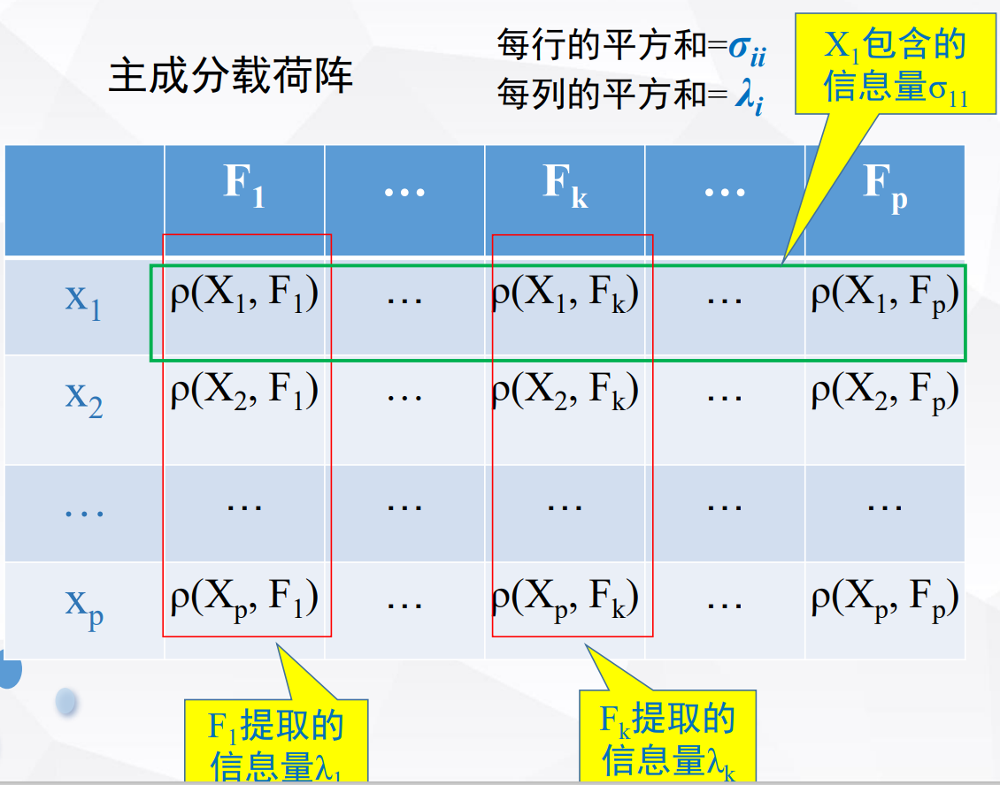 主成分载荷阵
每行的平方和=σii
每列的平方和= λi
X1包含的
信息量σ11
F1 … Fk … Fp
x1 ρ(X1, F1) … ρ(X1, Fk) … ρ(X1, Fp)
x2 ρ(X2, F1) … ρ(X2, Fk) … ρ(X2, Fp)
… … … … … …
xp ρ(Xp, F1) … ρ(Xp, Fk) … ρ(Xp, Fp)
F1提取的
信息量λ1
Fk提取的
信息量λk